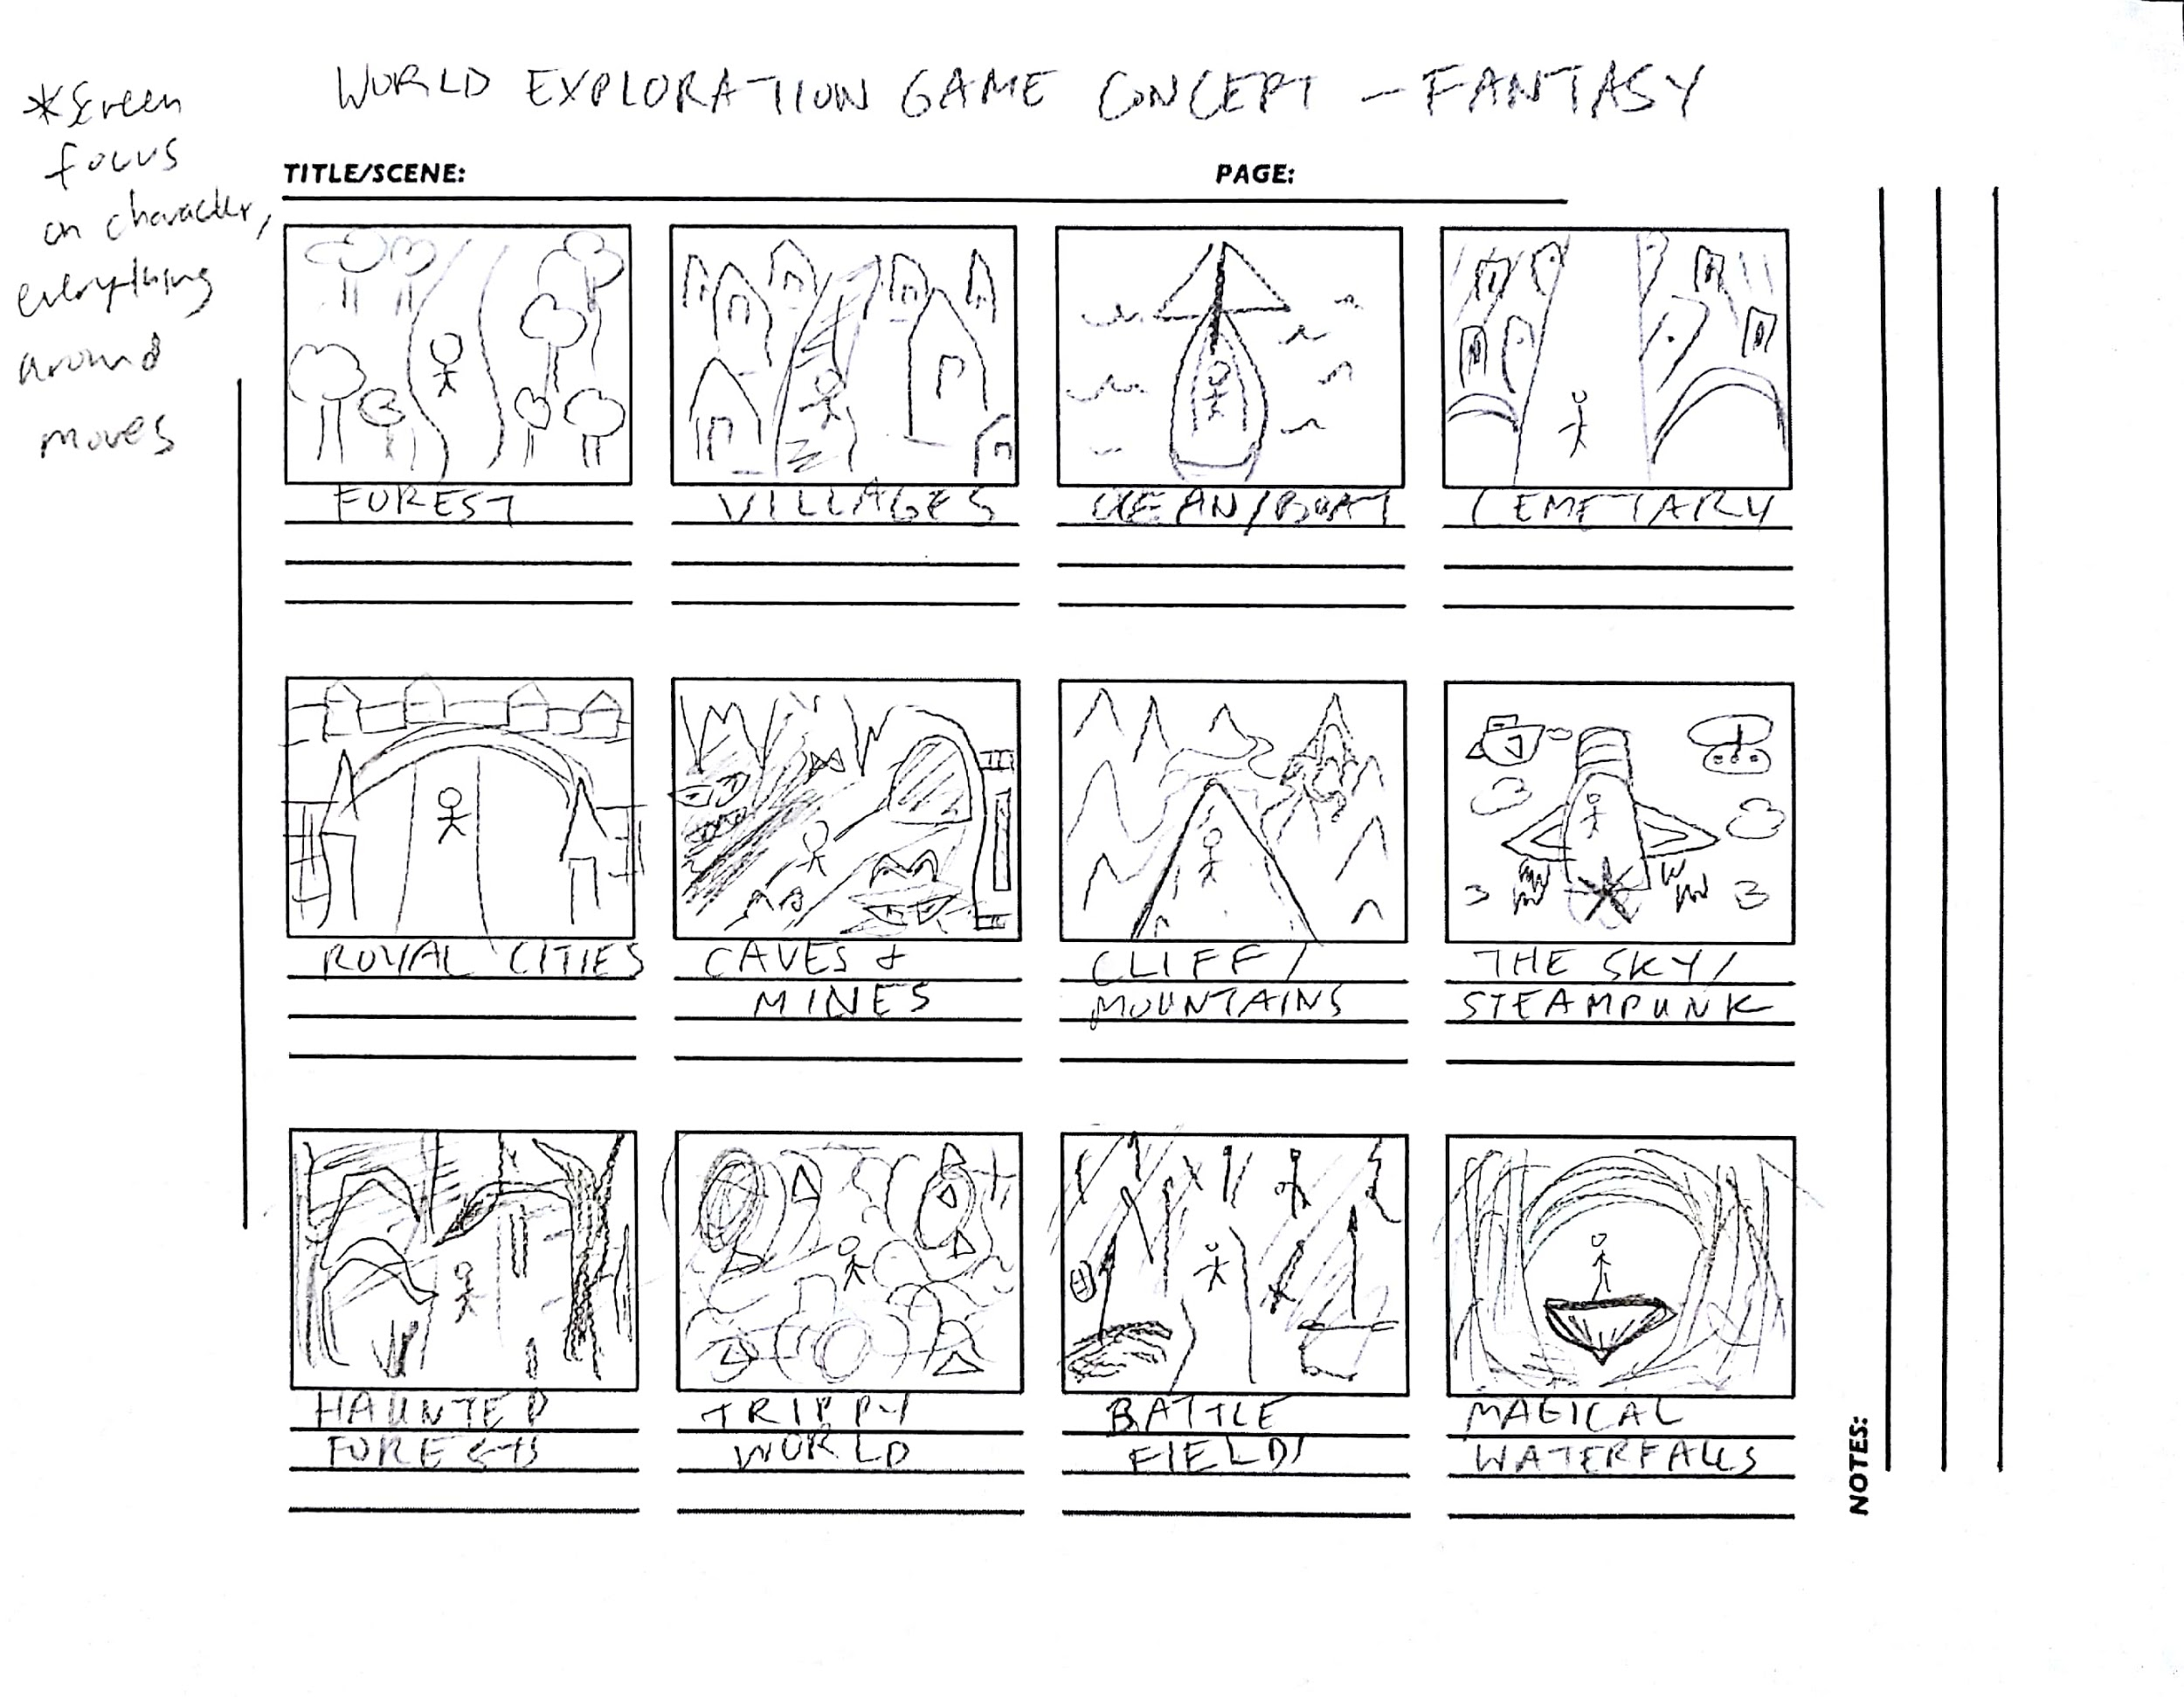 WORLD EXPLORATION GAME CONCEPT - FANTASY
*Screen
focus
on character,
everything
around
moves
TITLE/SCENE:
PAGE:
FOREST
VILLAGES
OCEAN/BOAT
CEMETARY
ROYAL CITIES
CAVES &
MINES
CLIFF/
MOUNTAINS
THE SKY/
STEAMPUNK
HAUNTED
FORESTS
TRIPPY
WORLD
BATTLE
FIELDS
MAGICAL
WATERFALLS
NOTES: